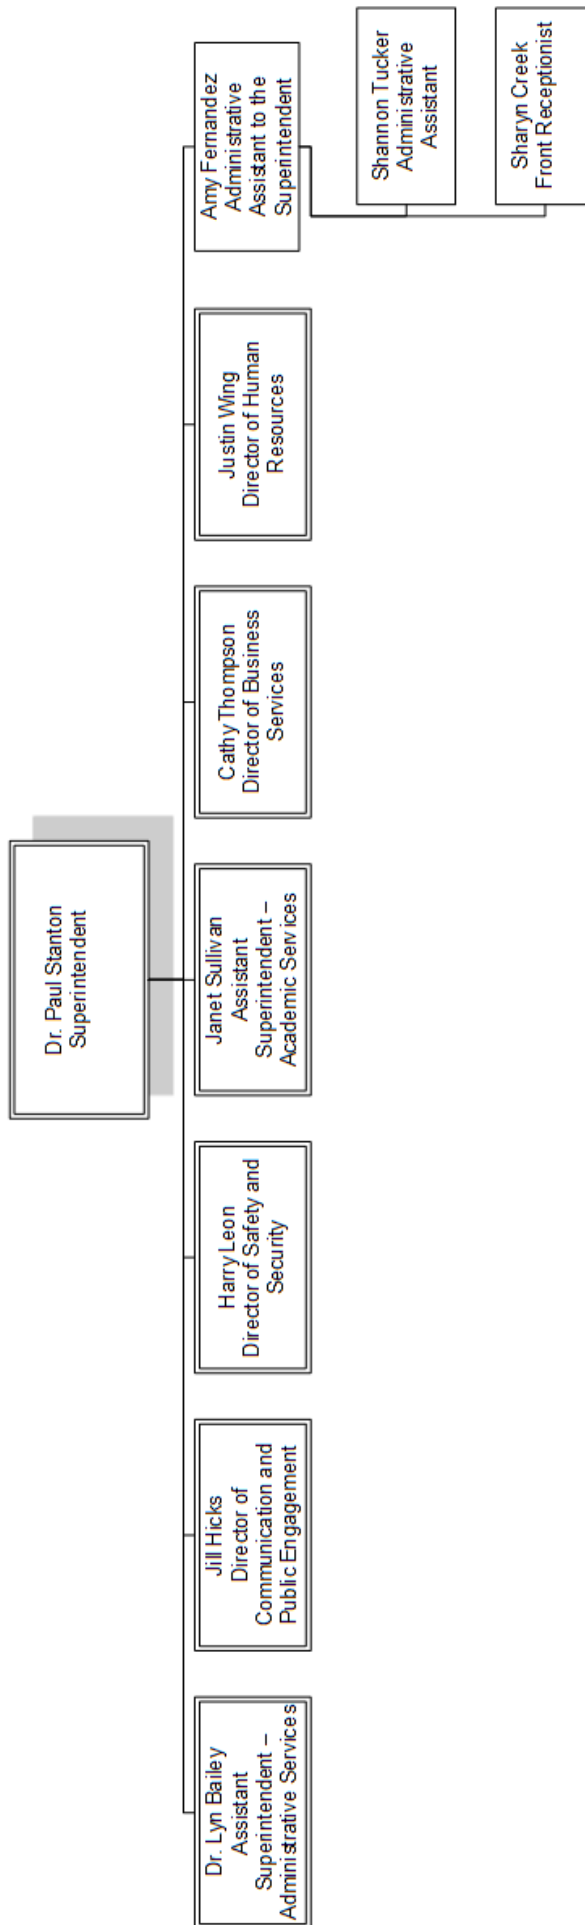 Dr. Paul Stanton
Superintendent
Dr. Lyn Bailey
Assistant
Superintendent –
Administrative Services
Jill Hicks
Director of
Communication and
Public Engagement
Harry Leon
Director of Safety and
Security
Janet Sullivan
Assistant
Superintendent –
Academic Services
Cathy Thompson
Director of Business
Services
Justin Wing
Director of Human
Resources
Amy Fernandez
Administrative
Assistant to the
Superintendent
Shannon Tucker
Administrative
Assistant
Sharyn Creek
Front Receptionist